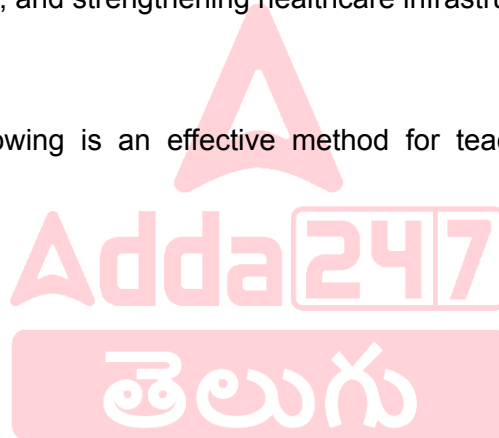 , and strengthening healthcare infrastru
owing is an effective method for tea
Adda247
తెలుగు